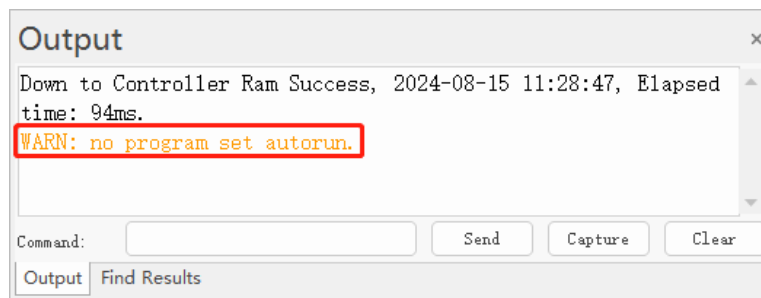 Output
Down to Controller Ram Success, 2024-08-15 11:28:47, Elapsed
time: 94ms.
WARN: no program set autorun.
Command:
Send
Capture
Clear
Output
Find Results